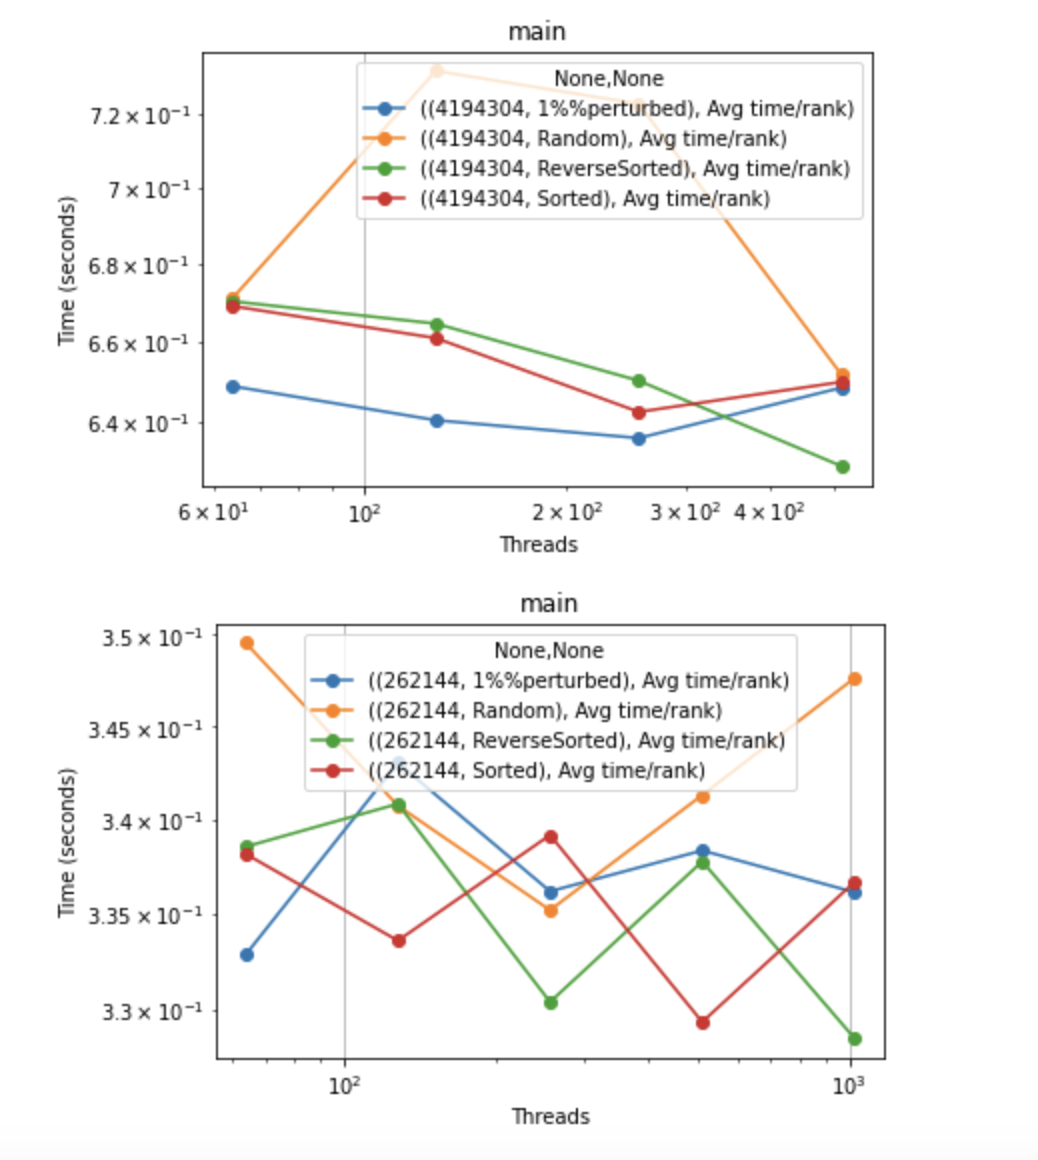 main
None,None
((4194304, 1%%perturbed), Avg time/rank)
((4194304, Random), Avg time/rank)
((4194304, ReverseSorted), Avg time/rank)
((4194304, Sorted), Avg time/rank)
7.2 × 10⁻¹
7 × 10⁻¹
6.8 × 10⁻¹
6.6 × 10⁻¹
6.4 × 10⁻¹
Time (seconds)
6 × 10¹ 10² 2 × 10² 3 × 10² 4 × 10²
Threads
main
None,None
((262144, 1%%perturbed), Avg time/rank)
((262144, Random), Avg time/rank)
((262144, ReverseSorted), Avg time/rank)
((262144, Sorted), Avg time/rank)
3.5 × 10⁻¹
3.45 × 10⁻¹
3.4 × 10⁻¹
3.35 × 10⁻¹
3.3 × 10⁻¹
Time (seconds)
10² 10³
Threads